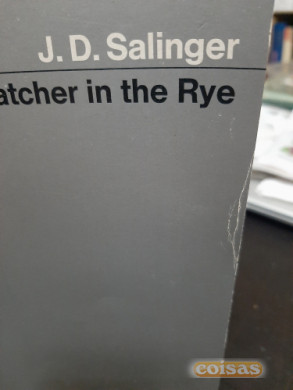 J. D. Salinger
atcher in the Rye
coisas